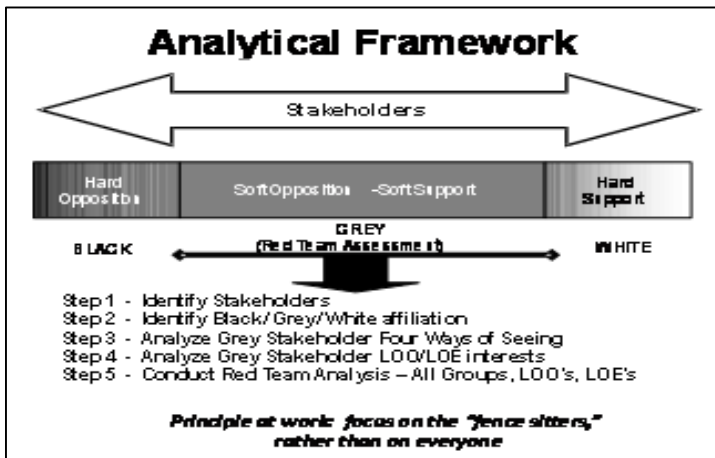 Analytical Framework
Stakeholders
Hard
Opposition
Soft Opposition - Soft Support
Hard
Support
BLACK
GREY
(Red Team Assessment)
WHITE
Step 1 - Identify Stakeholders
Step 2 - Identify Black/Grey/White affiliation
Step 3 - Analyze Grey Stakeholder Four Ways of Seeing
Step 4 - Analyze Grey Stakeholder LOO/LOE interests
Step 5 - Conduct Red Team Analysis – All Groups, LOO's, LOE's
Principle at work: focus on the "fence sitters,"
rather than on everyone